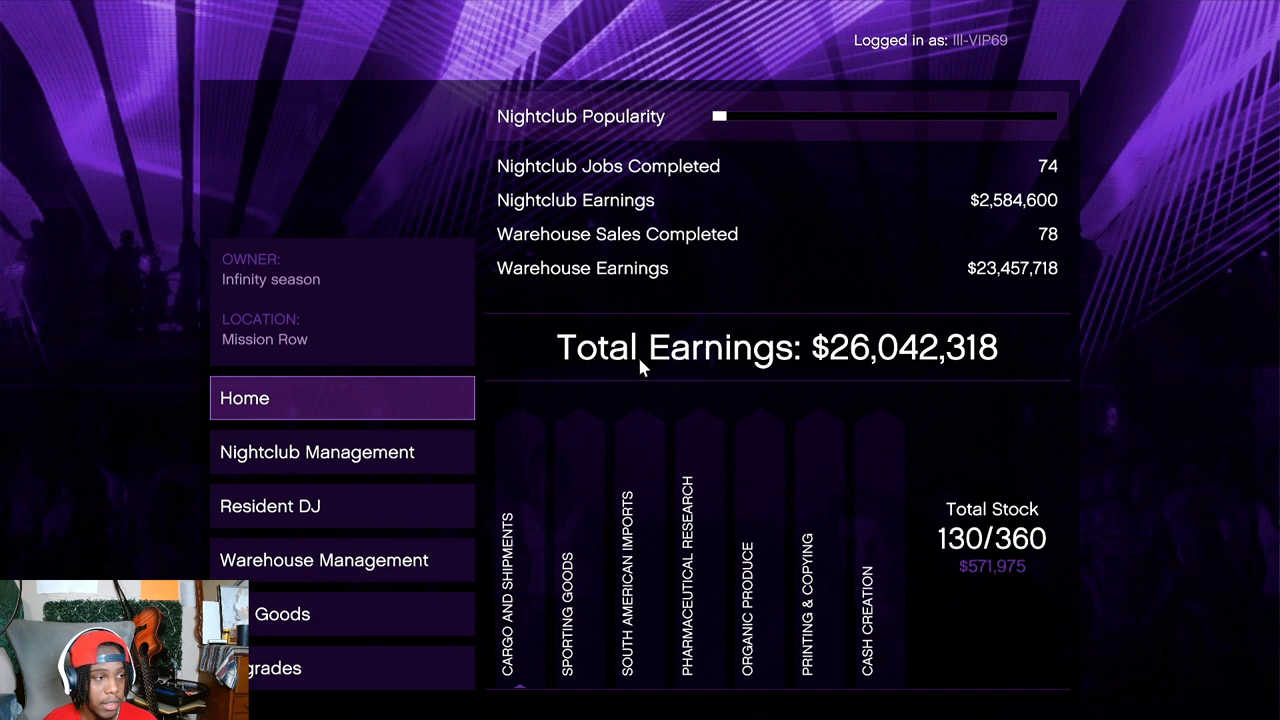 Logged in as: III-VIP69
Nightclub Popularity
Nightclub Jobs Completed 74
Nightclub Earnings $2,584,600
Warehouse Sales Completed 78
Warehouse Earnings $23,457,718
OWNER:
Infinity season
LOCATION:
Mission Row
Total Earnings: $26,042,318
Home
Nightclub Management
Resident DJ
Warehouse Management
Goods
grades
CARGO AND SHIPMENTS
SPORTING GOODS
SOUTH AMERICAN IMPORTS
PHARMACEUTICAL RESEARCH
ORGANIC PRODUCE
PRINTING & COPYING
CASH CREATION
Total Stock
130/360
$571,975